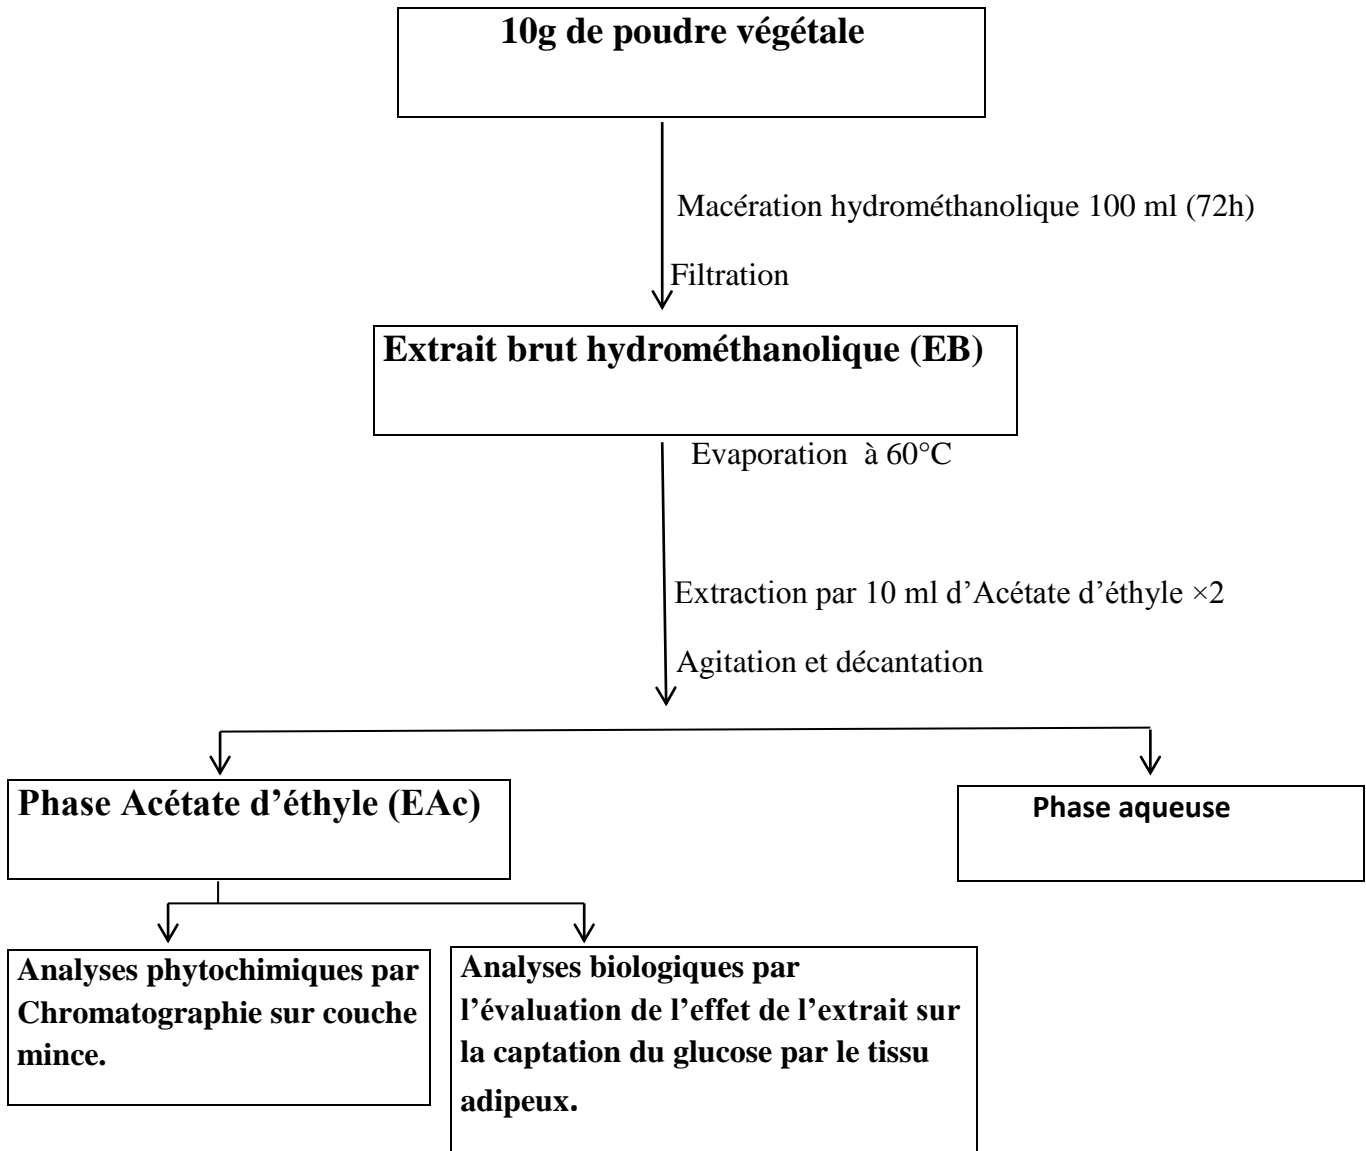 10g de poudre végétale
Macération hydrométhanolique 100 ml (72h)
Filtration
Extrait brut hydrométhanolique (EB)
Evaporation à 60°C
Extraction par 10 ml d’Acétate d’éthyle ×2
Agitation et décantation
Phase Acétate d’éthyle (EAc)
Phase aqueuse
Analyses phytochimiques par
Chromatographie sur couche
mince.
Analyses biologiques par
l’évaluation de l’effet de l’extrait sur
la captation du glucose par le tissu
adipeux.